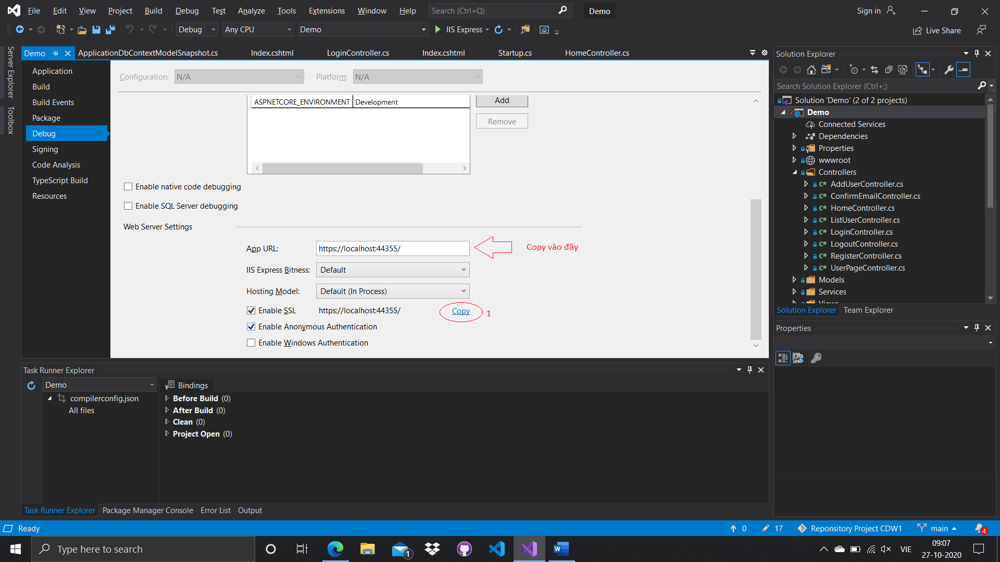 File Edit View Project Build Debug Test Analyze Tools Extensions Window Help Search (Ctrl+Q) Demo Sign in
Debug Any CPU Demo IIS Express Live Share
Server Explorer
Toolbox
Demo ApplicationDbContextModelSnapshot.cs Index.cshtml LoginController.cs Index.cshtml Startup.cs HomeController.cs
Application
Build
Build Events
Package
Debug
Signing
Code Analysis
TypeScript Build
Resources
Configuration: N/A Platform: N/A
ASPNETCORE_ENVIRONMENT Development Add
Remove
Enable native code debugging
Enable SQL Server debugging
Web Server Settings
App URL: https://localhost:44355/ Copy vào đây
IIS Express Bitness: Default
Hosting Model: Default (In Process)
Enable SSL https://localhost:44355/ Copy 1
Enable Anonymous Authentication
Enable Windows Authentication
Solution Explorer
Search Solution Explorer (Ctrl+;)
Solution 'Demo' (2 of 2 projects)
Demo
Connected Services
Dependencies
Properties
wwwroot
Controllers
C# AddUserController.cs
C# ConfirmEmailController.cs
C# HomeController.cs
C# ListUserController.cs
C# LoginController.cs
C# LogoutController.cs
C# RegisterController.cs
C# UserPageController.cs
Models
Services
Views
Solution Explorer Team Explorer
Properties
Task Runner Explorer
Demo
compilerconfig.json
All files
Bindings
Before Build (0)
After Build (0)
Clean (0)
Project Open (0)
Task Runner Explorer Package Manager Console Error List Output
Ready 0 17 Reponsitory Project CDW1 main 4
Type here to search 1 VIE 09:07
27-10-2020